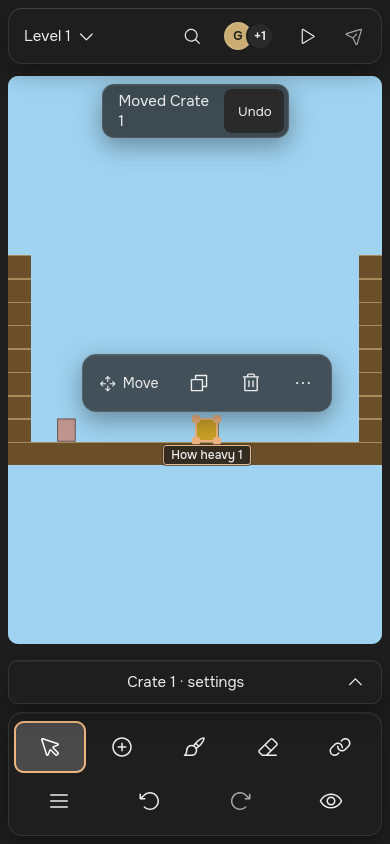 Level 1
G
+1
Moved Crate
1
Undo
Move
How heavy 1
Crate 1 · settings